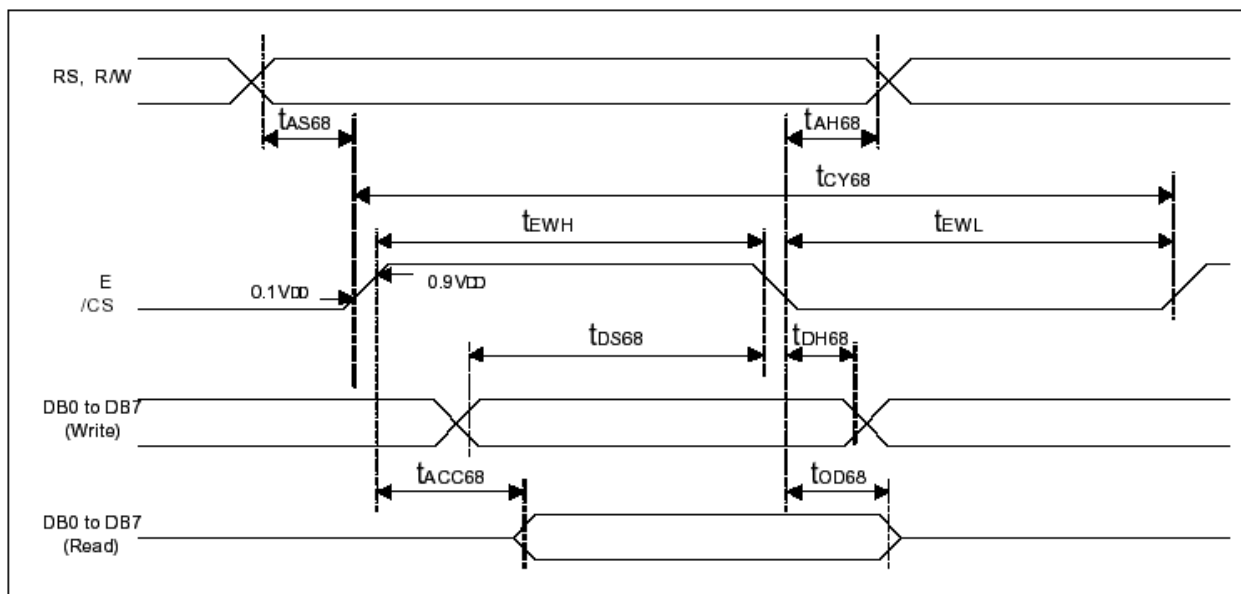 RS, R/W
tAS68
tAH68
tCY68
tEWH
tEWL
E
/CS
0.1VDD
0.9VDD
tDS68
tDH68
DB0 to DB7
(Write)
tACC68
tOD68
DB0 to DB7
(Read)